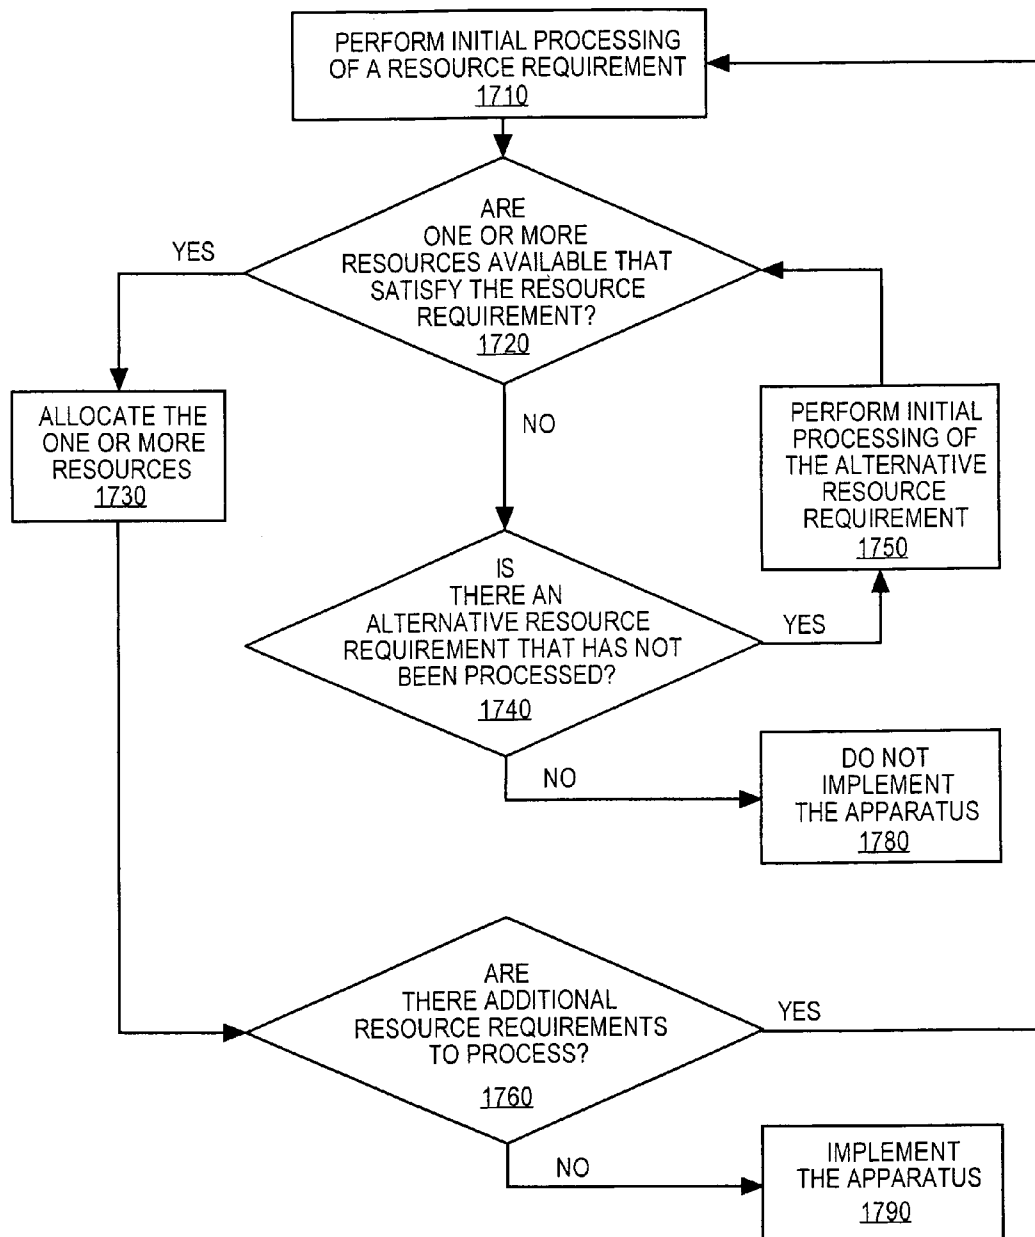 PERFORM INITIAL PROCESSING
OF A RESOURCE REQUIREMENT
1710
ARE
ONE OR MORE
RESOURCES AVAILABLE THAT
SATISFY THE RESOURCE
REQUIREMENT?
1720
YES
NO
ALLOCATE THE
ONE OR MORE
RESOURCES
1730
PERFORM INITIAL
PROCESSING OF
THE ALTERNATIVE
RESOURCE
REQUIREMENT
1750
IS
THERE AN
ALTERNATIVE RESOURCE
REQUIREMENT THAT HAS NOT
BEEN PROCESSED?
1740
YES
NO
DO NOT
IMPLEMENT
THE APPARATUS
1780
ARE
THERE ADDITIONAL
RESOURCE REQUIREMENTS
TO PROCESS?
1760
YES
NO
IMPLEMENT
THE APPARATUS
1790